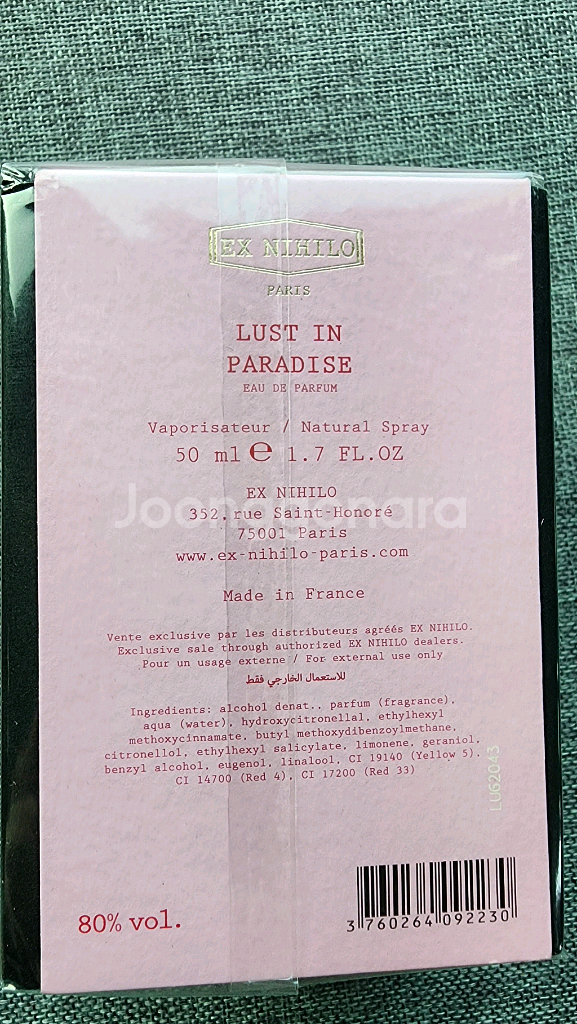 EX NIHILO
PARIS
LUST IN
PARADISE
EAU DE PARFUM
Vaporisateur / Natural Spray
50 ml e 1.7 FL.OZ
EX NIHILO
352, rue Saint-Honoré
Joonggonara
75001 Paris
www.ex-nihilo-paris.com
Made in France
Vente exclusive par les distributeurs agréés EX NIHILO.
Exclusive sale through authorized EX NIHILO dealers.
Pour un usage externe / For external use only
للاستعمال الخارجي فقط
Ingredients: alcohol denat., parfum (fragrance),
aqua (water), hydroxycitronellal, ethylhexyl
methoxycinnamate, butyl methoxydibenzoylmethane,
citronellol, ethylhexyl salicylate, limonene, geraniol,
benzyl alcohol, eugenol, linalool, CI 19140 (Yellow 5),
CI 14700 (Red 4), CI 17200 (Red 33)
LU62043
80% vol.
3 760264 092230